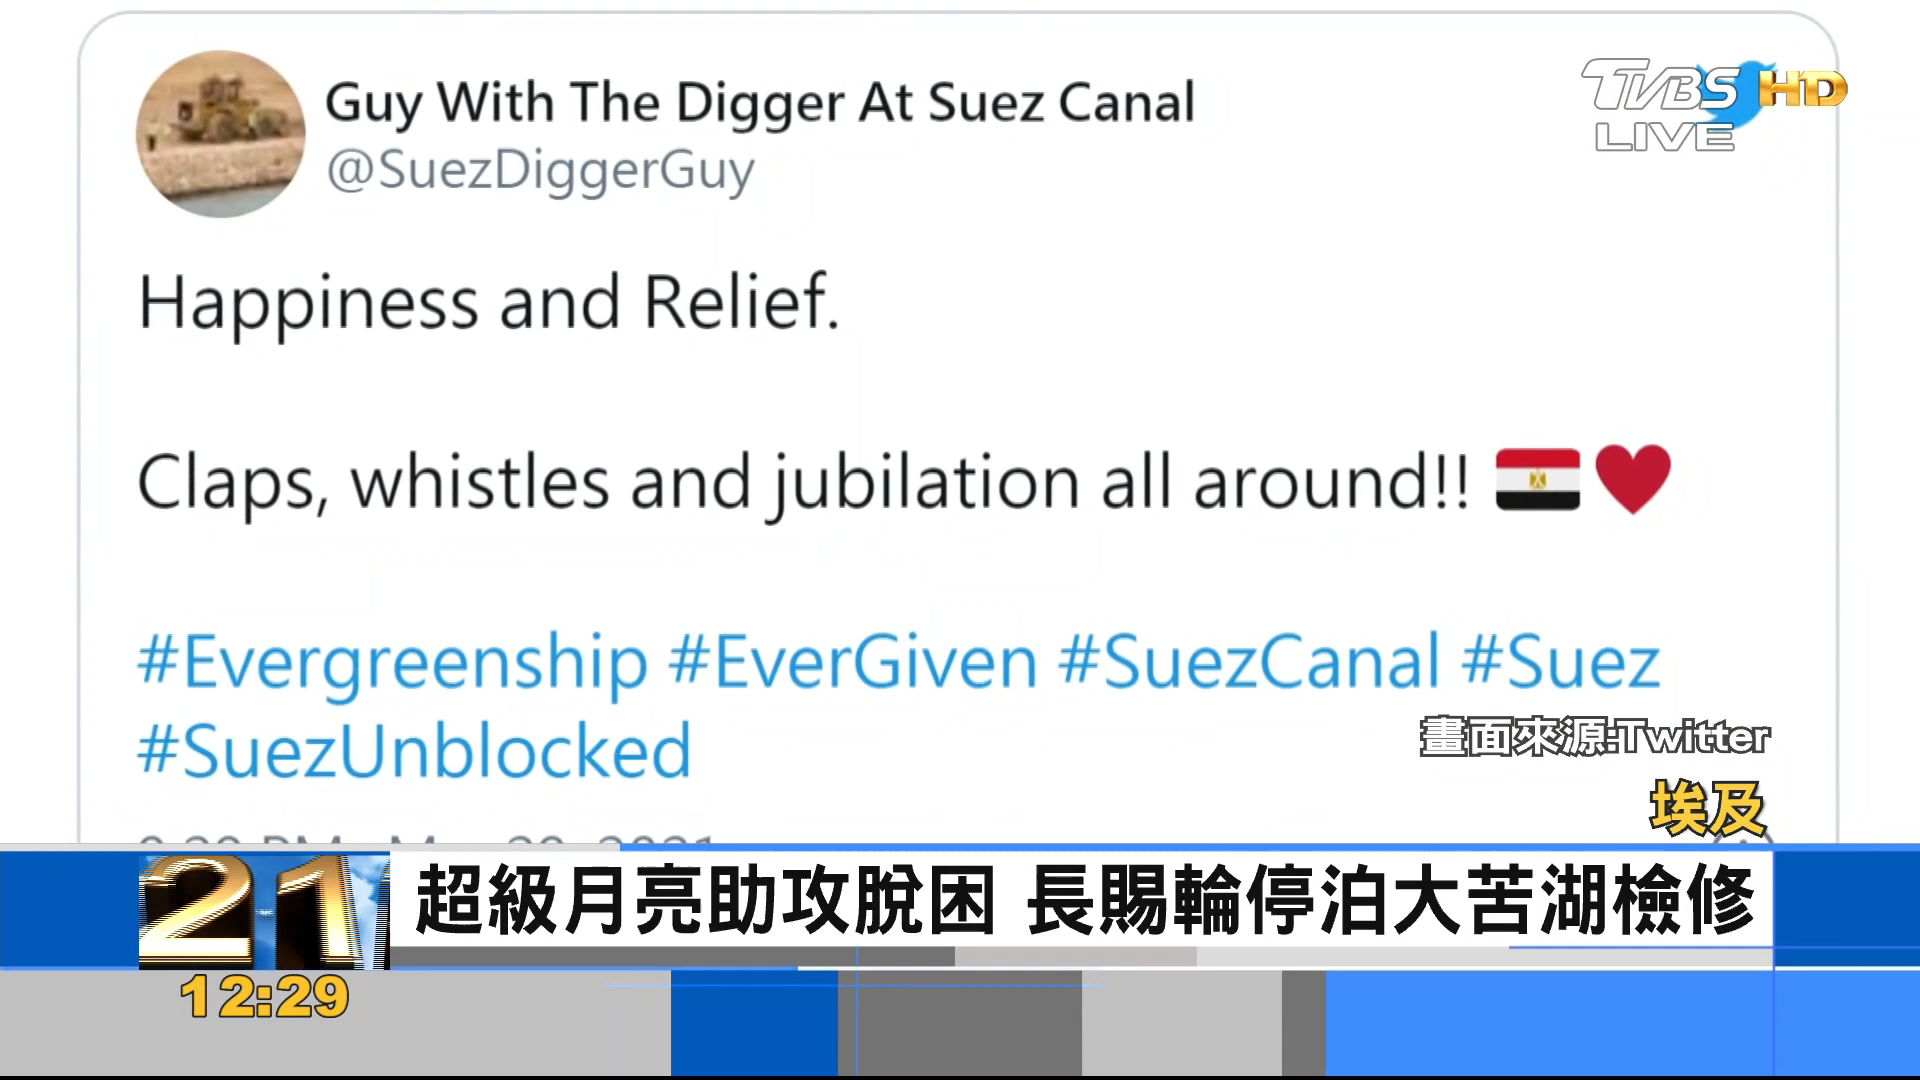 Guy With The Digger At Suez Canal
@SuezDiggerGuy
TVBS HD
LIVE
Happiness and Relief.
Claps, whistles and jubilation all around!!
#Evergreenship #EverGiven #SuezCanal #Suez
#SuezUnblocked
畫面來源:Twitter
埃及
21
超級月亮助攻脫困 長賜輪停泊大苦湖檢修
12:29